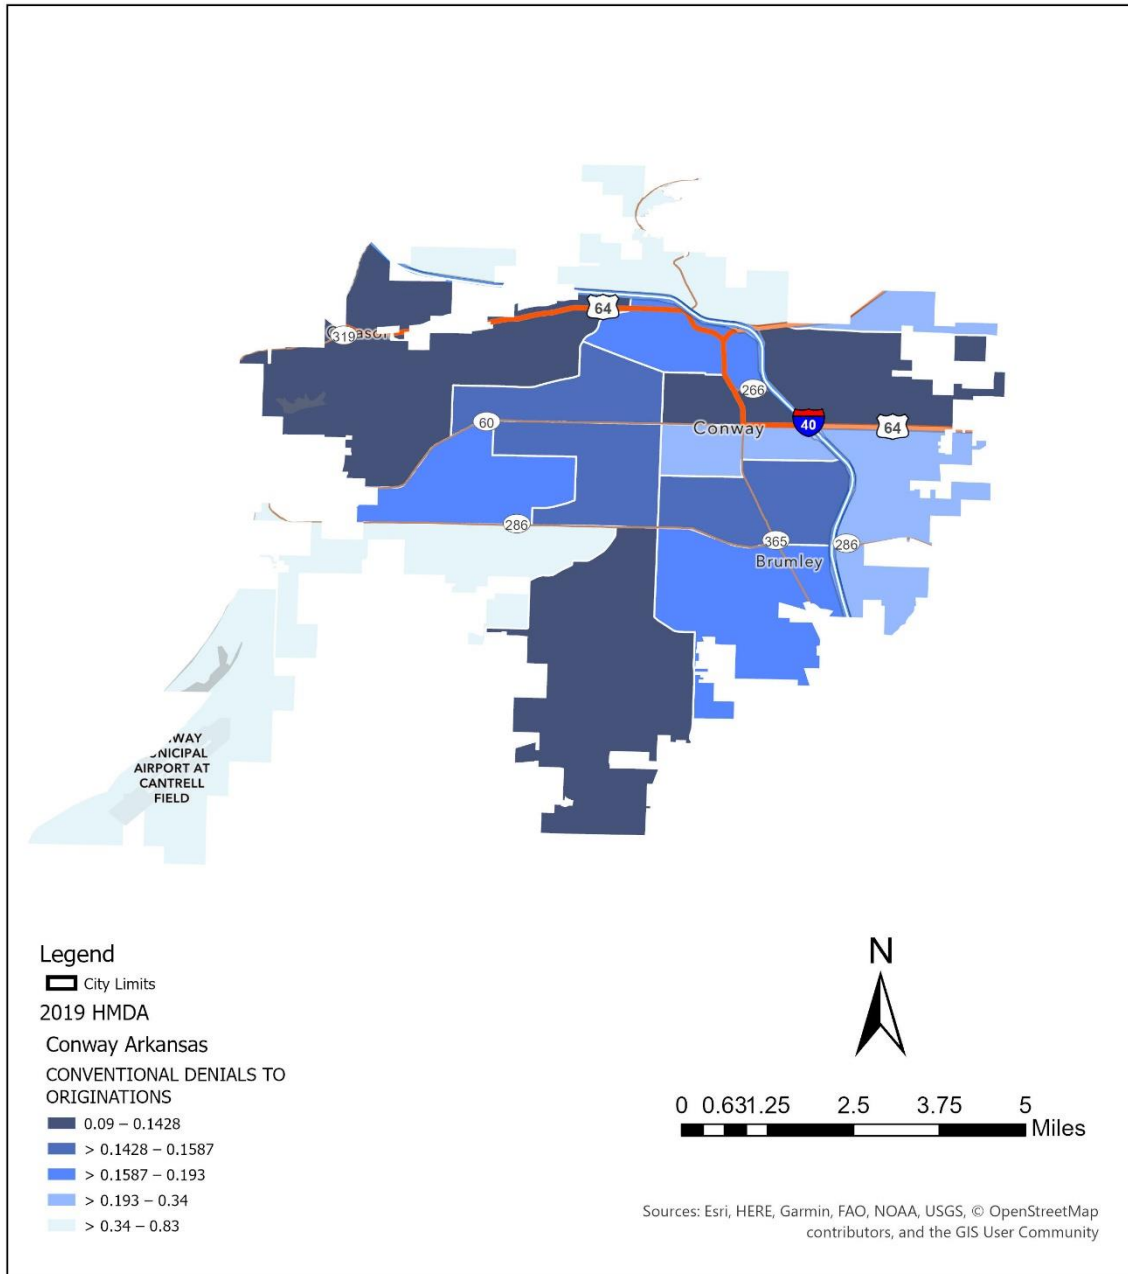 64
319
266
60
Conway
40
64
286
365
286
Brumley
WAY
NICIPAL
AIRPORT AT
CANTRELL
FIELD
Legend
City Limits
2019 HMDA
Conway Arkansas
CONVENTIONAL DENIALS TO
ORIGINATIONS
0.09 – 0.1428
> 0.1428 – 0.1587
> 0.1587 – 0.193
> 0.193 – 0.34
> 0.34 – 0.83
N
0 0.631.25 2.5 3.75 5
Miles
Sources: Esri, HERE, Garmin, FAO, NOAA, USGS, © OpenStreetMap
contributors, and the GIS User Community